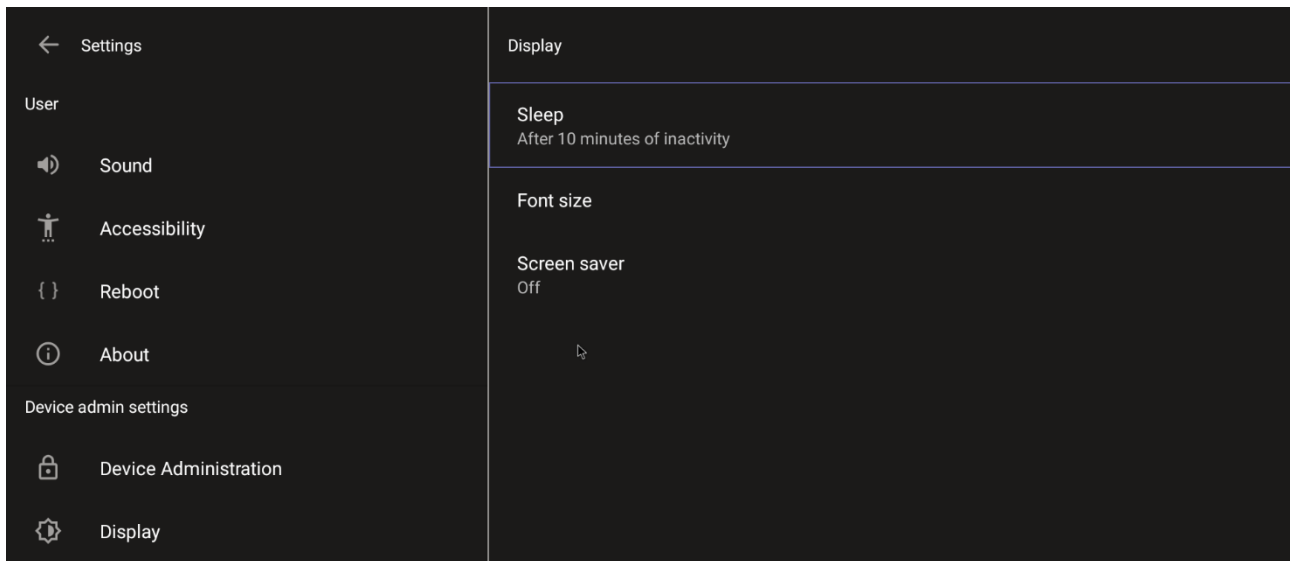 Settings
User
Sound
Accessibility
{ } Reboot
About
Device admin settings
Device Administration
Display
Display
Sleep
After 10 minutes of inactivity
Font size
Screen saver
Off